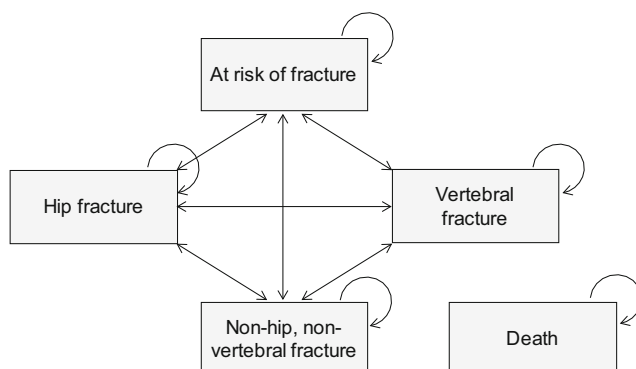 At risk of fracture
Hip fracture
Vertebral
fracture
Non-hip, non-
vertebral fracture
Death